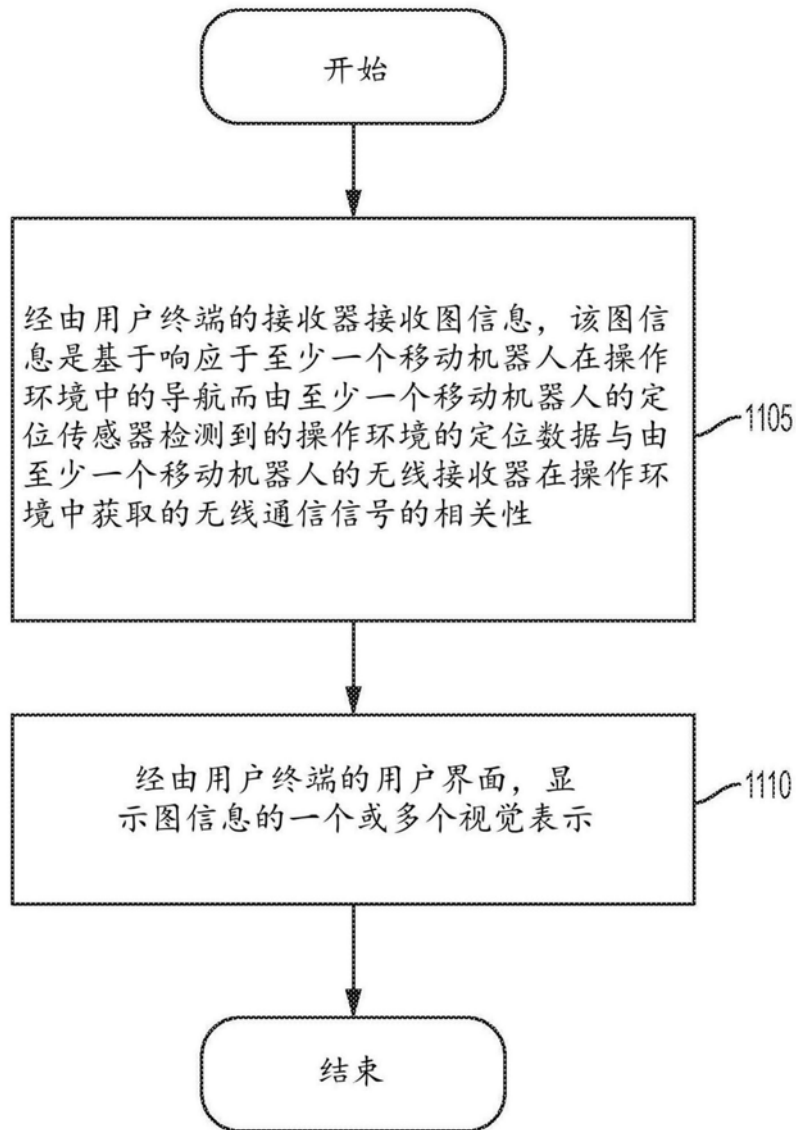 开始
经由用户终端的接收器接收图信息，该图信
息是基于响应于至少一个移动机器人在操作
环境中的导航而由至少一个移动机器人的定
位传感器检测到的操作环境的定位数据与由
至少一个移动机器人的无线接收器在操作环
境中获取的无线通信信号的相关性
1105
经由用户终端的用户界面，显
示图信息的一个或多个视觉表示
1110
结束